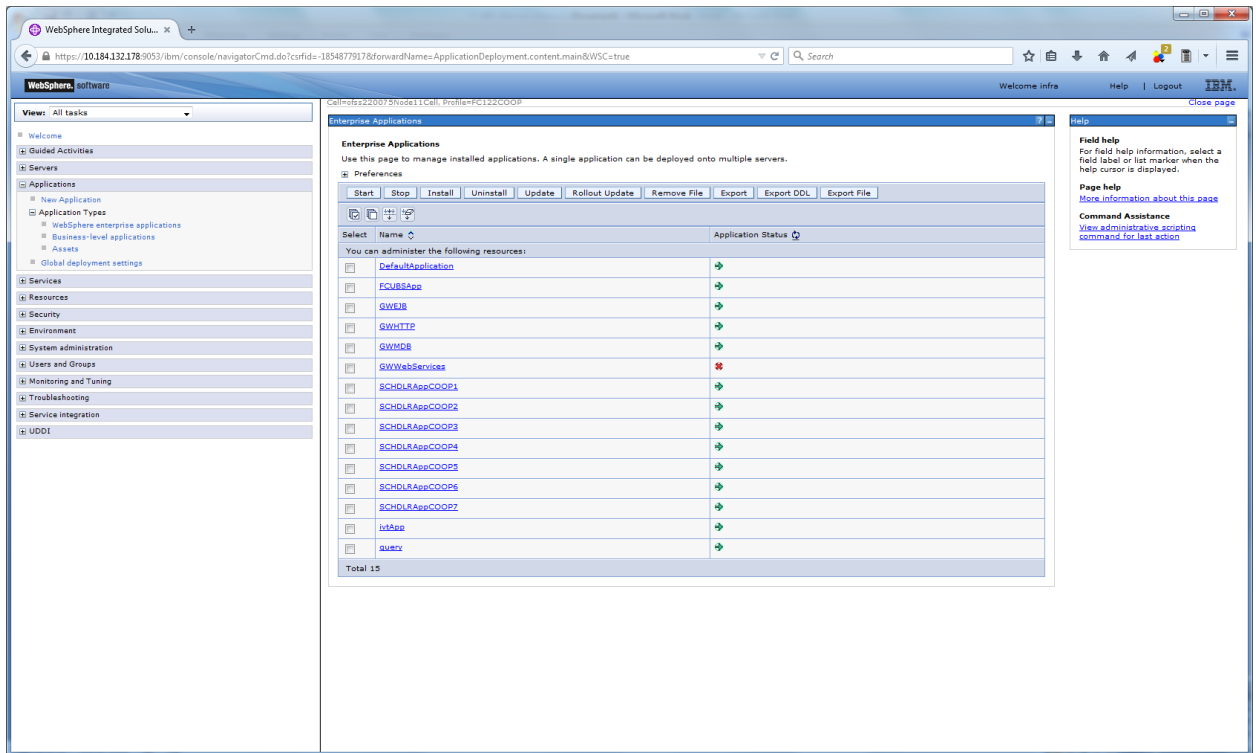 WebSphere Integrated Solu... × +
https://10.184.132.178:9053/ibm/console/navigatorCmd.do?csrfid=-1854877917&forwardName=ApplicationDeployment.content.main&WSC=true
Search
2
WebSphere. software
Welcome infra
Help | Logout
IBM.
View: All tasks
Welcome
Guided Activities
Servers
Applications
New Application
Application Types
WebSphere enterprise applications
Business-level applications
Assets
Global deployment settings
Services
Resources
Security
Environment
System administration
Users and Groups
Monitoring and Tuning
Troubleshooting
Service integration
UDDI
Cell=ofss220075Node11Cell, Profile=FC122COOP
Close page
Enterprise Applications ? -
Enterprise Applications
Use this page to manage installed applications. A single application can be deployed onto multiple servers.
Preferences
Start Stop Install Uninstall Update Rollout Update Remove File Export Export DDL Export File
Select Name Application Status
You can administer the following resources:
DefaultApplication
FCUBSApp
GWEJB
GWHTTP
GWMDB
GWWebServices
SCHDLRAppCOOP1
SCHDLRAppCOOP2
SCHDLRAppCOOP3
SCHDLRAppCOOP4
SCHDLRAppCOOP5
SCHDLRAppCOOP6
SCHDLRAppCOOP7
ivtApp
query
Total 15
Help
Field help
For field help information, select a
field label or list marker when the
help cursor is displayed.
Page help
More information about this page
Command Assistance
View administrative scripting
command for last action